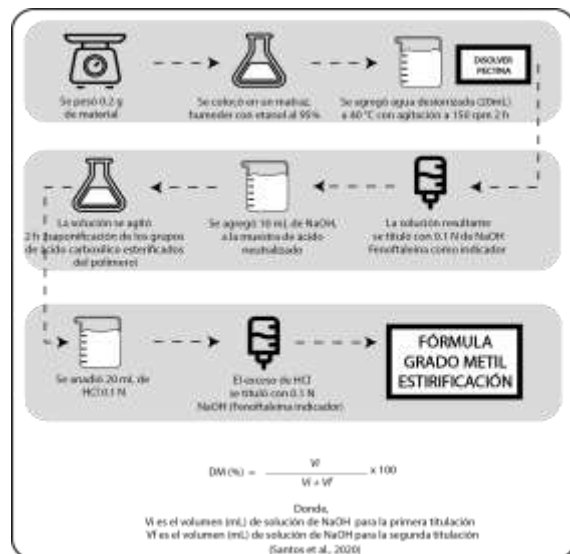 Se pesó 0.2 g
de material
Se colocó en un matraz,
humeder con etanol al 95%
Se agregó agua destorizada (20mL)
a 40 °C con agitación a 150 rpm 2 h
DISOLVER
PECTINA
La solución se agitó
2 h (saponificación de los grupos
de ácido carboxílico esterificados
del polímero)
Se agregó 10 mL de NaOH,
a la muestra de ácido
neutralizado
La solución resultante
se tituló con 0.1 N de NaOH
Fenoftaleina como indicador
Se anadió 20 mL de
HCl 0.1 N
El exceso de HCl
se tituló con 0.1 N
NaOH (Fenoftaleina indicador)
FÓRMULA
GRADO METIL
ESTIRIFICACIÓN
DM (%) = Vi / Vi + Vf x 100
Donde,
Vi es el volumen (mL) de solución de NaOH para la primera titulación
Vf es el volumen (mL) de solución de NaOH para la segunda titulación
(Santos et al., 2020)